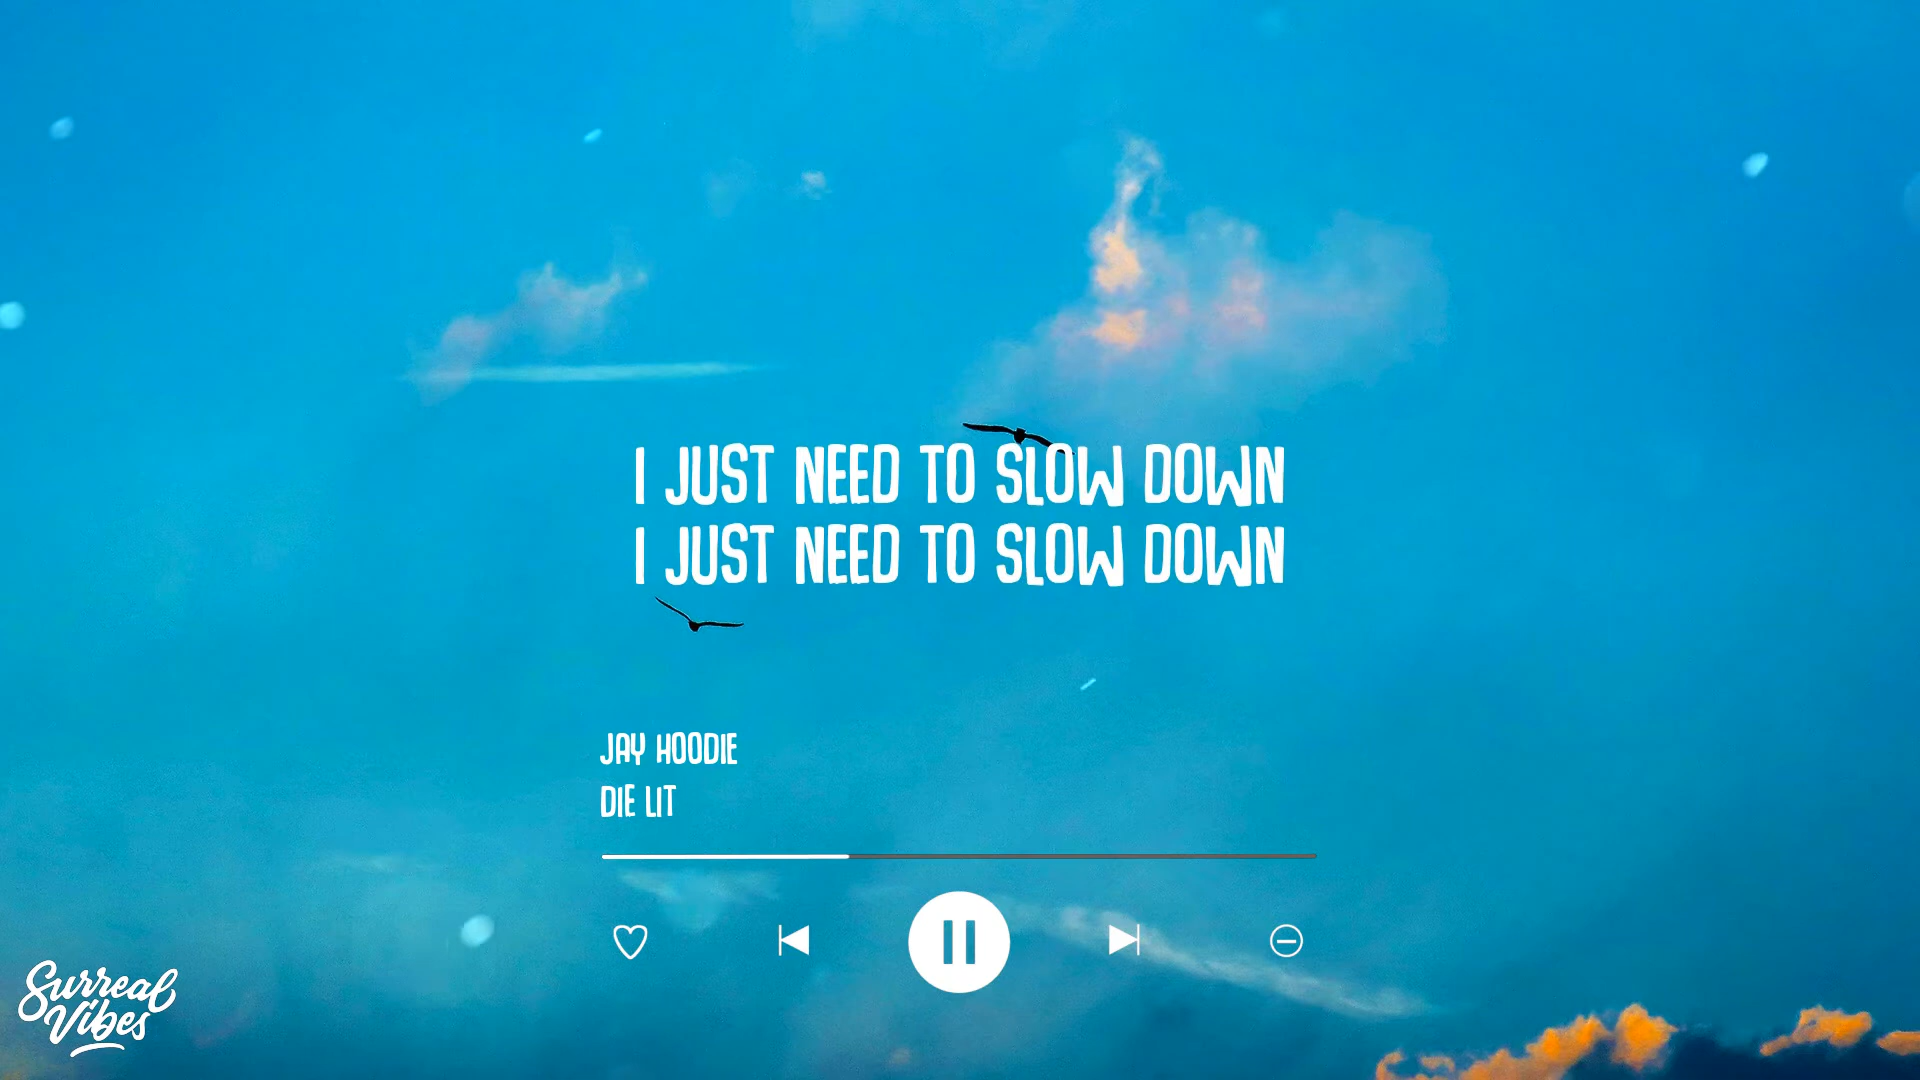 I JUST NEED TO SLOW DOWN
I JUST NEED TO SLOW DOWN
JAY HOODIE
DIE LIT
Surreal
Vibes